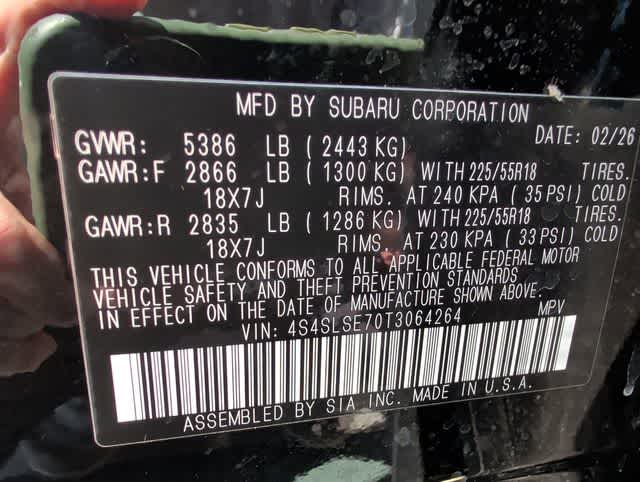 MFD BY SUBARU CORPORATION
DATE: 02/26
GVWR: 5386 LB ( 2443 KG)
GAWR:F 2866 LB ( 1300 KG) WITH 225/55R18 TIRES.
18X7J RIMS. AT 240 KPA ( 35 PSI) COLD
GAWR:R 2835 LB ( 1286 KG) WITH 225/55R18 TIRES.
18X7J RIMS. AT 230 KPA ( 33 PSI) COLD
THIS VEHICLE CONFORMS TO ALL APPLICABLE FEDERAL MOTOR
VEHICLE SAFETY AND THEFT PREVENTION STANDARDS
IN EFFECT ON THE DATE OF MANUFACTURE SHOWN ABOVE.
VIN: 4S4SLSE70T3064264 MPV
ASSEMBLED BY SIA INC. MADE IN U.S.A.